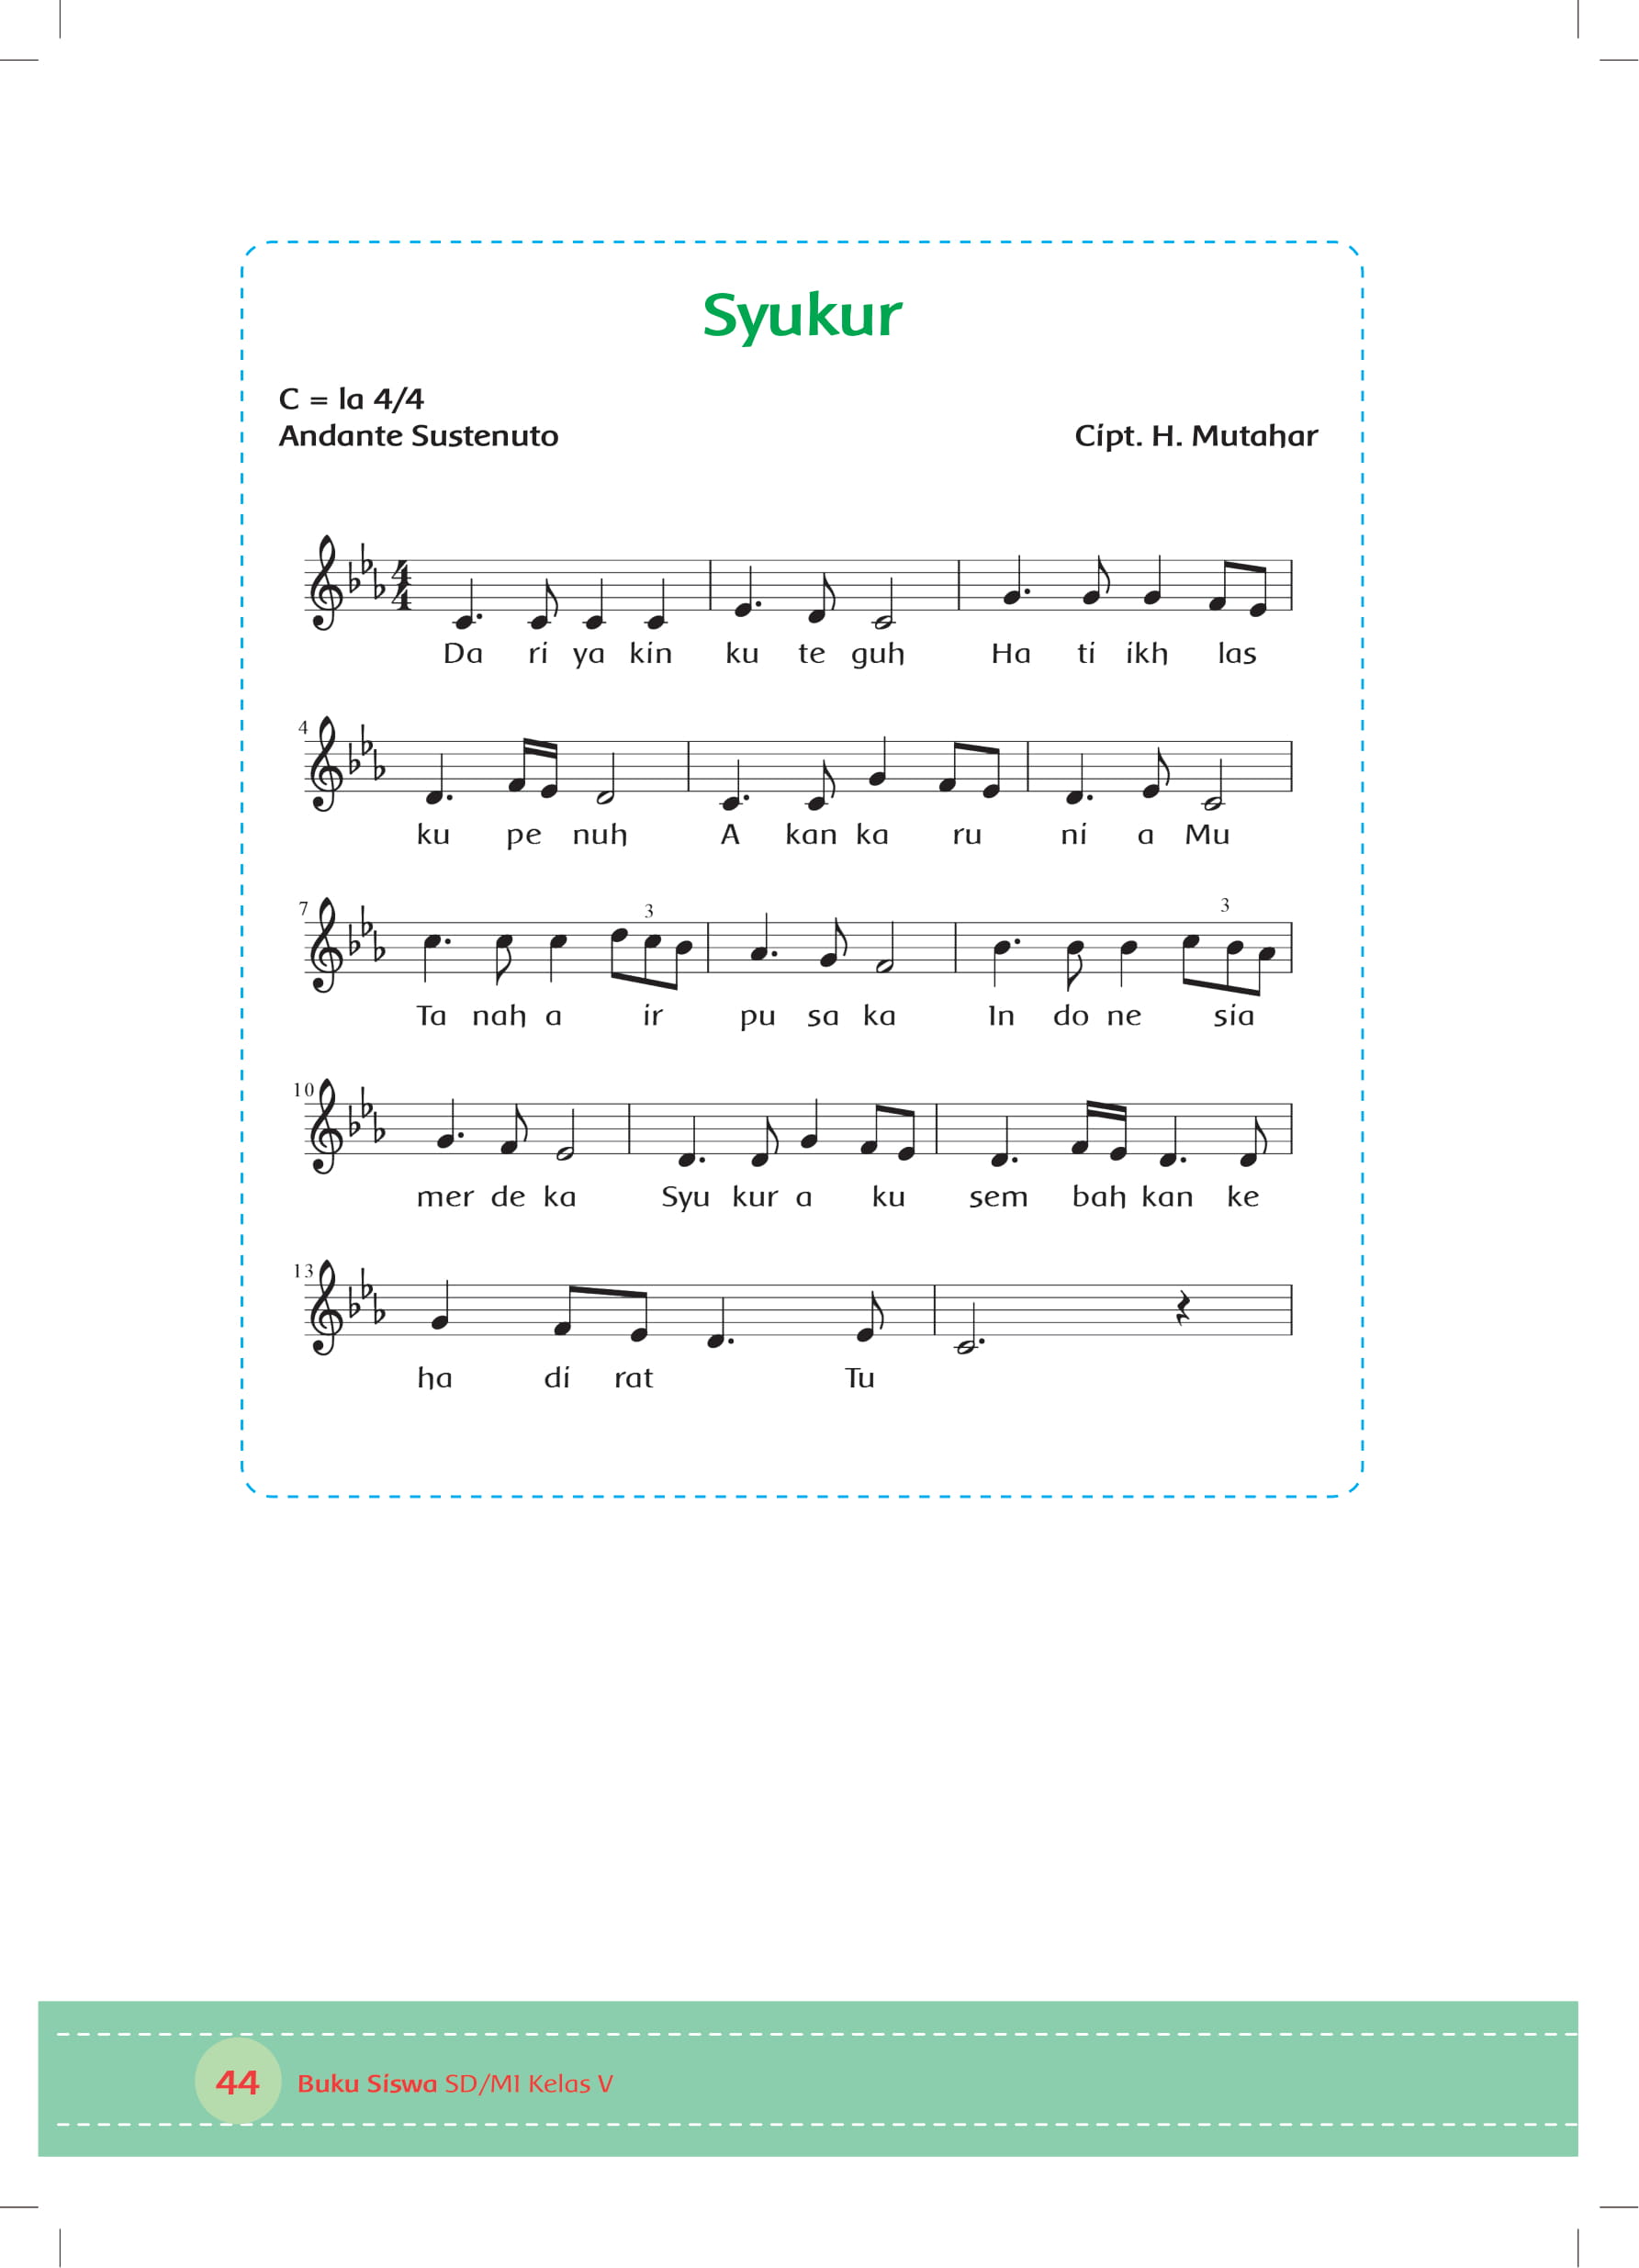 Syukur
C = la 4/4
Andante Sustenuto
Cipt. H. Mutahar
4
4
Da ri ya kin ku te guh Ha ti ikh las
4
ku pe nuh A kan ka ru ni a Mu
7
3
3
Ta nah a ir pu sa ka In do ne sia
10
mer de ka Syu kur a ku sem bah kan ke
13
ha di rat Tu
44 Buku Siswa SD/MI Kelas V